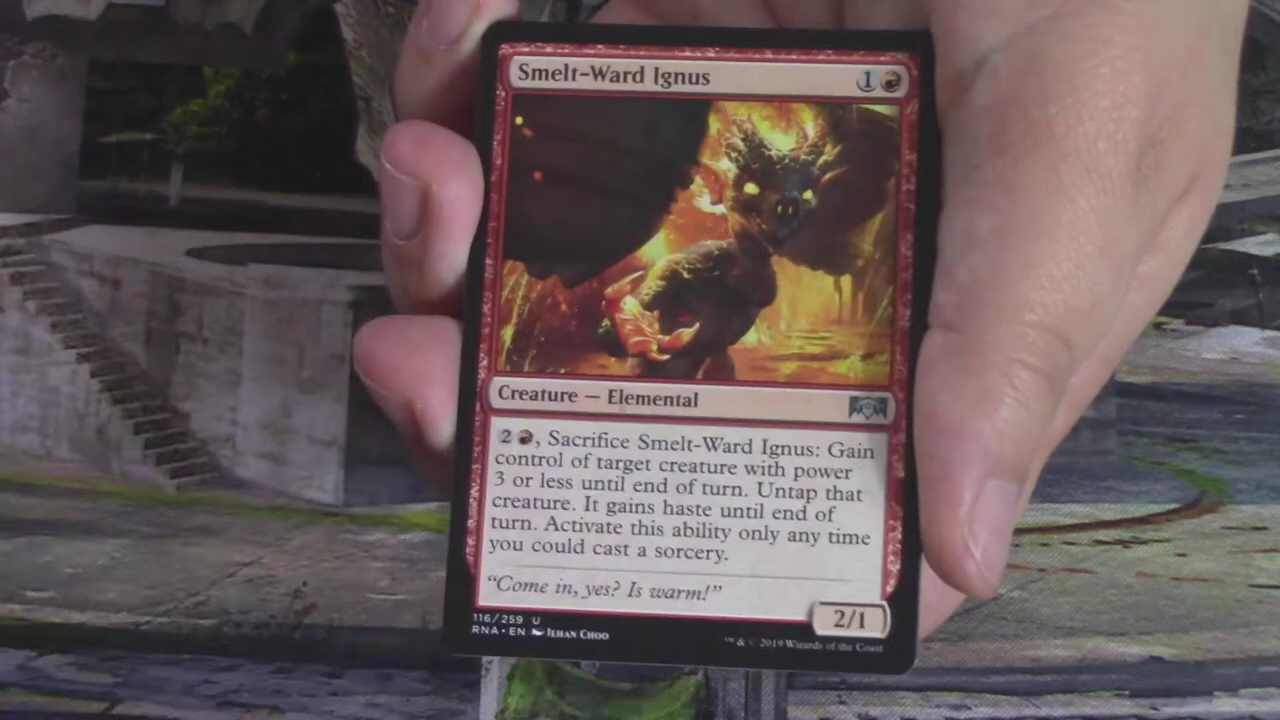 Smelt-Ward Ignus 1
Creature — Elemental
2, Sacrifice Smelt-Ward Ignus: Gain
control of target creature with power
3 or less until end of turn. Untap that
creature. It gains haste until end of
turn. Activate this ability only any time
you could cast a sorcery.
"Come in, yes? Is warm!"
2/1
116/259 U
RNA • EN Jehan Choo
™ & © 2019 Wizards of the Coast